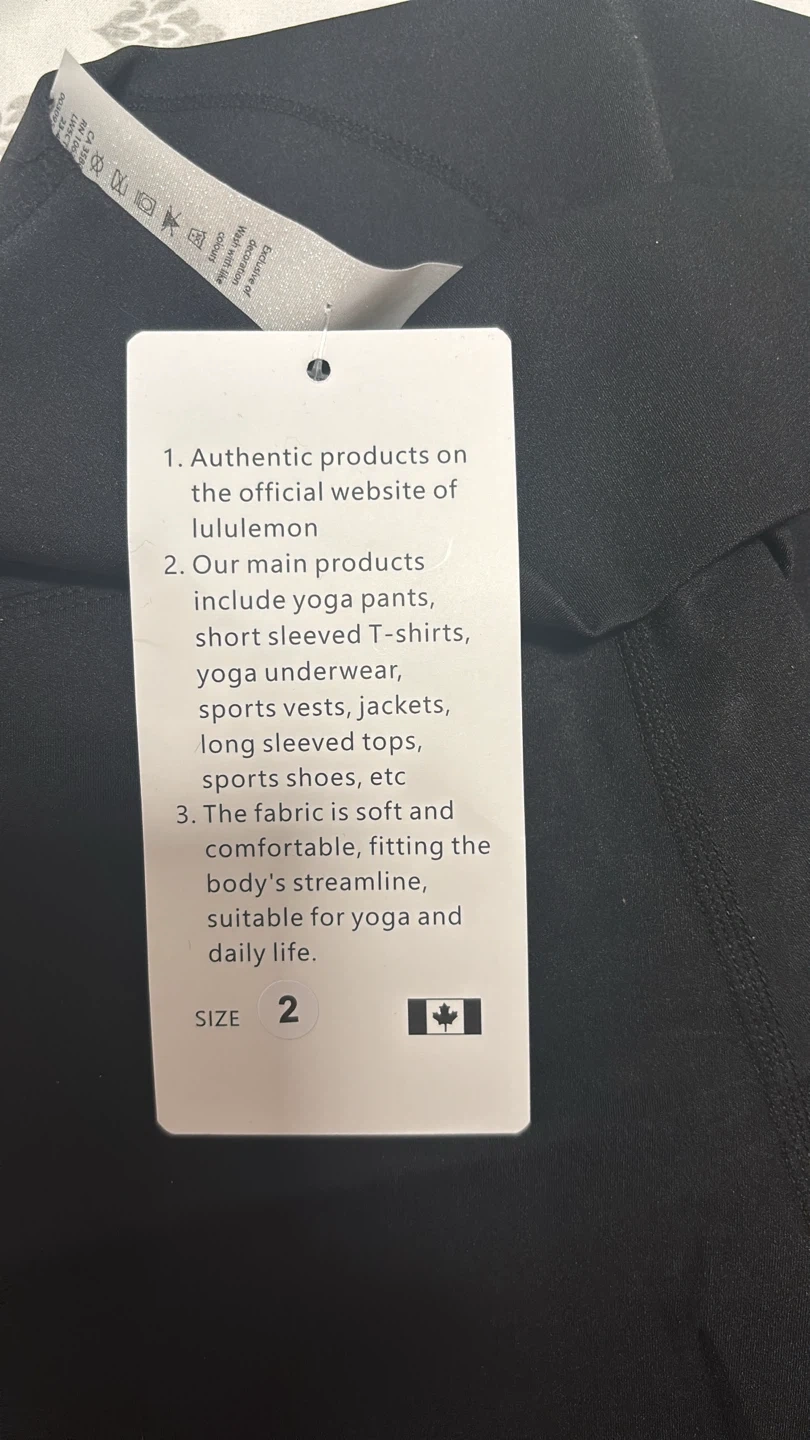 Exclusive of
decoration
Wash with like
colours
1. Authentic products on
the official website of
lululemon
2. Our main products
include yoga pants,
short sleeved T-shirts,
yoga underwear,
sports vests, jackets,
long sleeved tops,
sports shoes, etc
3. The fabric is soft and
comfortable, fitting the
body's streamline,
suitable for yoga and
daily life.
SIZE 2